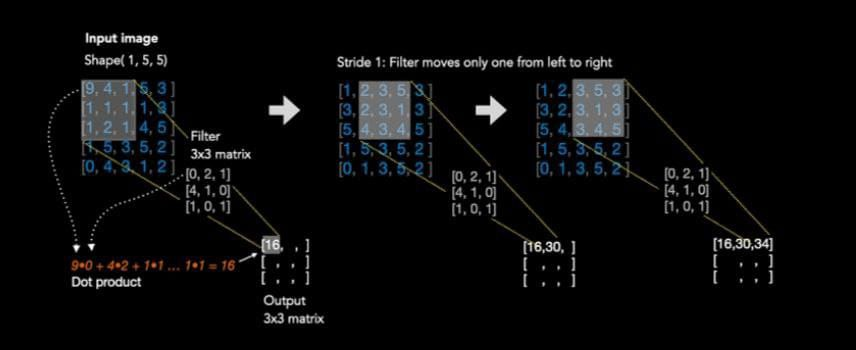 Input image
Shape( 1, 5, 5)
[9, 4, 1, 5, 3 ]
[1, 1, 1, 1, 3 ]
[1, 2, 1, 4, 5 ]
[1, 5, 3, 5, 2 ]
[0, 4, 3, 1, 2 ]
Filter
3x3 matrix
[0, 2, 1]
[4, 1, 0]
[1, 0, 1]
9•0 + 4•2 + 1•1 ... 1•1 = 16
Dot product
[16, , ]
[ , , ]
[ , , ]
Output
3x3 matrix
Stride 1: Filter moves only one from left to right
[1, 2, 3, 5, 3 ]
[3, 2, 3, 1, 3 ]
[5, 4, 3, 4, 5 ]
[1, 5, 3, 5, 2 ]
[0, 1, 3, 5, 2 ]
[0, 2, 1]
[4, 1, 0]
[1, 0, 1]
[16,30, ]
[ , , ]
[ , , ]
[1, 2, 3, 5, 3 ]
[3, 2, 3, 1, 3 ]
[5, 4, 3, 4, 5 ]
[1, 5, 3, 5, 2 ]
[0, 1, 3, 5, 2 ]
[0, 2, 1]
[4, 1, 0]
[1, 0, 1]
[16,30,34]
[ , , ]
[ , , ]